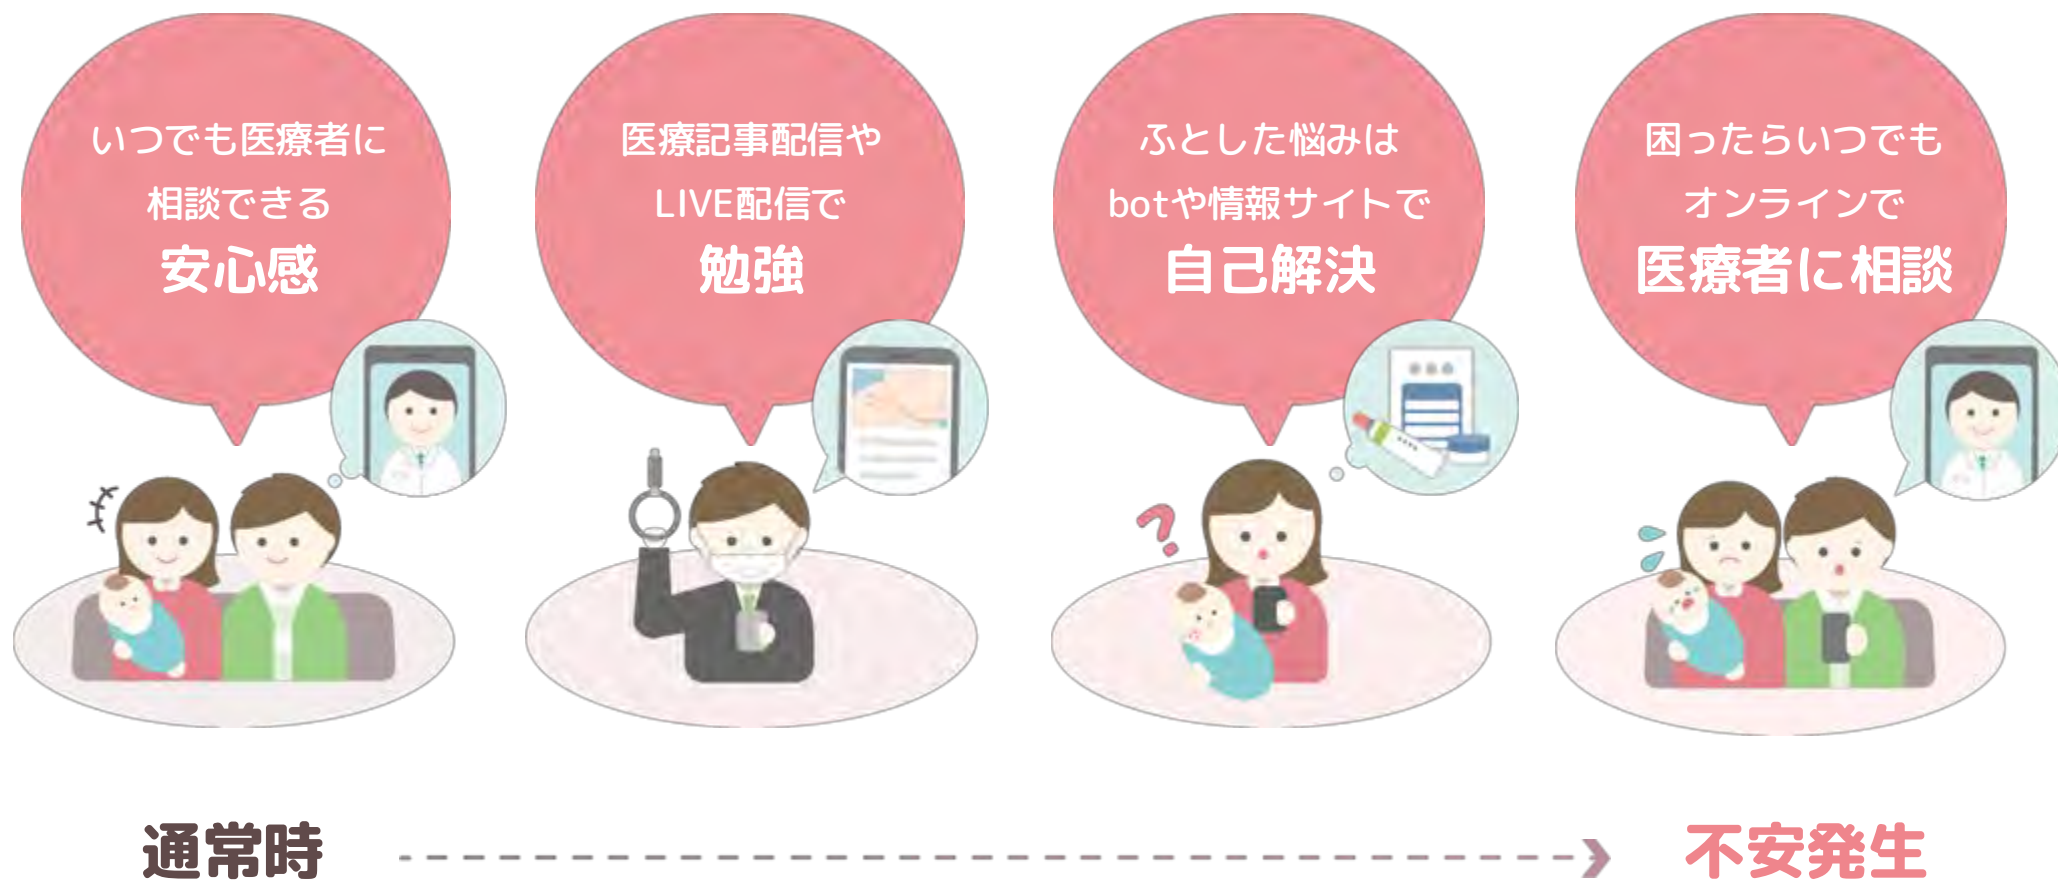 いつでも医療者に
相談できる
安心感
医療記事配信や
LIVE配信で
勉強
ふとした悩みは
botや情報サイトで
自己解決
困ったらいつでも
オンラインで
医療者に相談
通常時
不安発生